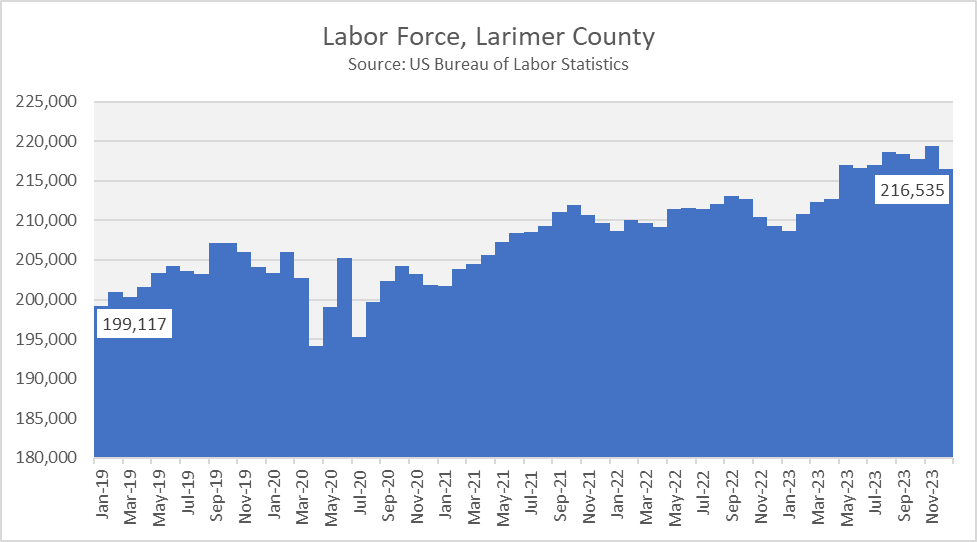 Labor Force, Larimer County
Source: US Bureau of Labor Statistics
225,000
220,000
215,000
210,000
205,000
200,000
195,000
190,000
185,000
180,000
216,535
199,117
Jan-19
Mar-19
May-19
Jul-19
Sep-19
Nov-19
Jan-20
Mar-20
May-20
Jul-20
Sep-20
Nov-20
Jan-21
Mar-21
May-21
Jul-21
Sep-21
Nov-21
Jan-22
Mar-22
May-22
Jul-22
Sep-22
Nov-22
Jan-23
Mar-23
May-23
Jul-23
Sep-23
Nov-23